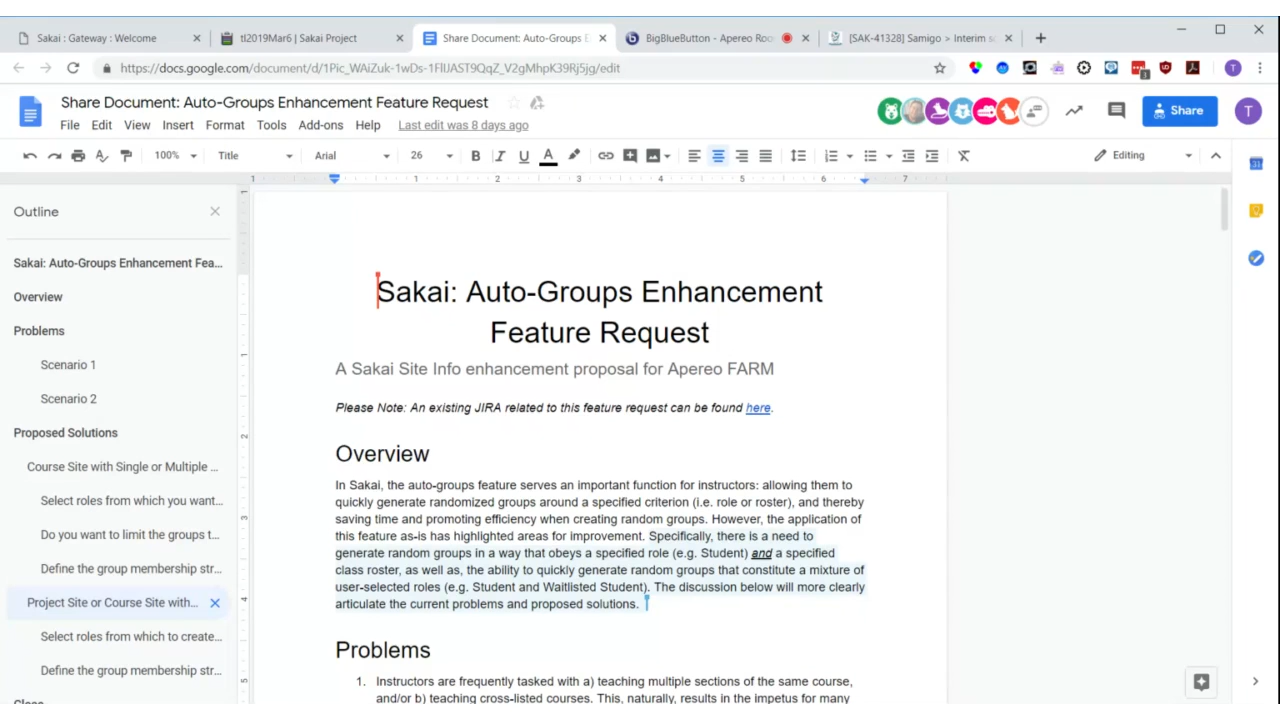 Sakai : Gateway : Welcome
tl2019Mar6 | Sakai Project
Share Document: Auto-Groups E
BigBlueButton - Apereo Roo
[SAK-41328] Samigo > Interim s
https://docs.google.com/document/d/1Pic_WAiZuk-1wDs-1FlUAST9QqZ_V2gMhpK39Rj5jg/edit
T
Share Document: Auto-Groups Enhancement Feature Request
Share
T
File Edit View Insert Format Tools Add-ons Help Last edit was 8 days ago
100% Title Arial 26 B I U A Editing
1 1 2 3 4 5 6 7
Outline
Sakai: Auto-Groups Enhancement Fea...
Overview
Problems
Scenario 1
Scenario 2
Proposed Solutions
Course Site with Single or Multiple ...
Select roles from which you want...
Do you want to limit the groups t...
Define the group membership str...
Project Site or Course Site with...
Select roles from which to create...
Define the group membership str...
Close
Sakai: Auto-Groups Enhancement
Feature Request
A Sakai Site Info enhancement proposal for Apereo FARM
Please Note: An existing JIRA related to this feature request can be found here.
Overview
In Sakai, the auto-groups feature serves an important function for instructors: allowing them to
quickly generate randomized groups around a specified criterion (i.e. role or roster), and thereby
saving time and promoting efficiency when creating random groups. However, the application of
this feature as-is has highlighted areas for improvement. Specifically, there is a need to
generate random groups in a way that obeys a specified role (e.g. Student) and a specified
class roster, as well as, the ability to quickly generate random groups that constitute a mixture of
user-selected roles (e.g. Student and Waitlisted Student). The discussion below will more clearly
articulate the current problems and proposed solutions.
Problems
1. Instructors are frequently tasked with a) teaching multiple sections of the same course,
and/or b) teaching cross-listed courses. This, naturally, results in the impetus for many